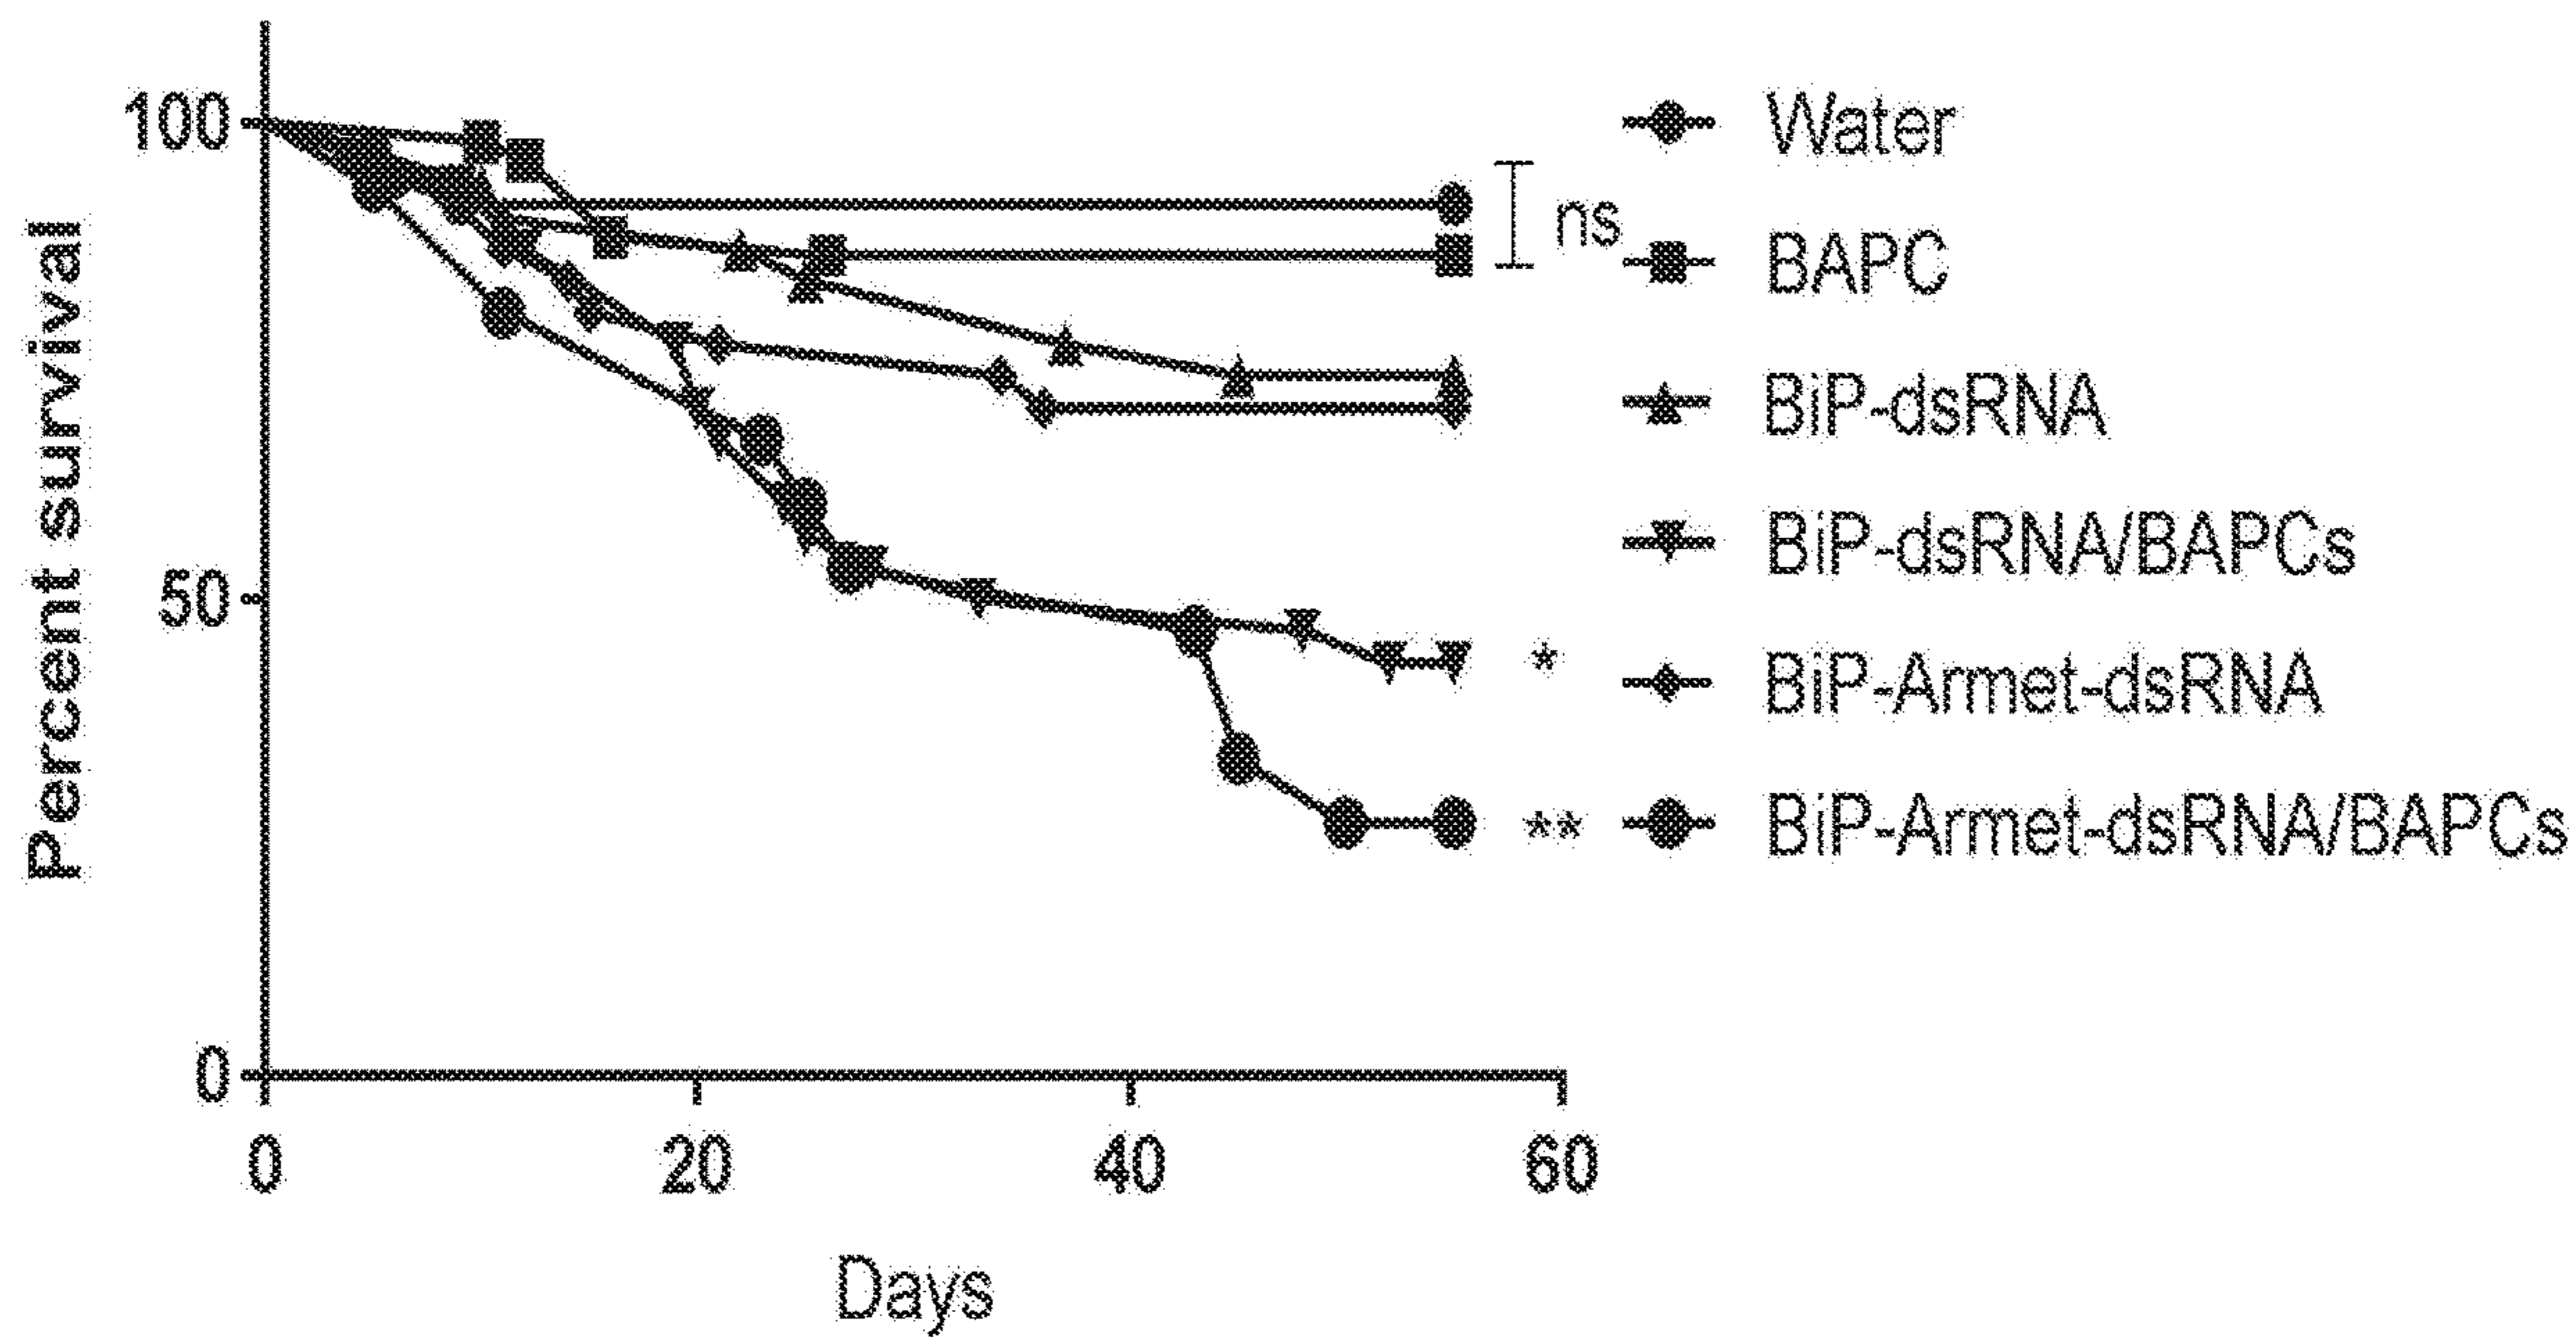 Percent survival
100
50
0
0
20
40
60
Days
ns
*
**
Water
BAPC
BiP-dsRNA
BiP-dsRNA/BAPCs
BiP-Armet-dsRNA
BiP-Armet-dsRNA/BAPCs